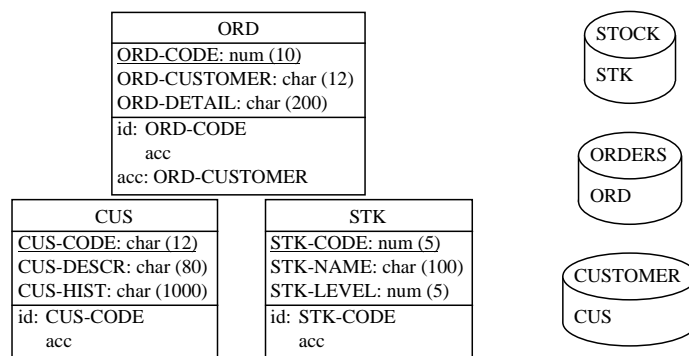 ORD
ORD-CODE: num (10)
ORD-CUSTOMER: char (12)
ORD-DETAIL: char (200)
id: ORD-CODE
acc
acc: ORD-CUSTOMER
CUS
CUS-CODE: char (12)
CUS-DESCR: char (80)
CUS-HIST: char (1000)
id: CUS-CODE
acc
STK
STK-CODE: num (5)
STK-NAME: char (100)
STK-LEVEL: num (5)
id: STK-CODE
acc
STOCK
STK
ORDERS
ORD
CUSTOMER
CUS